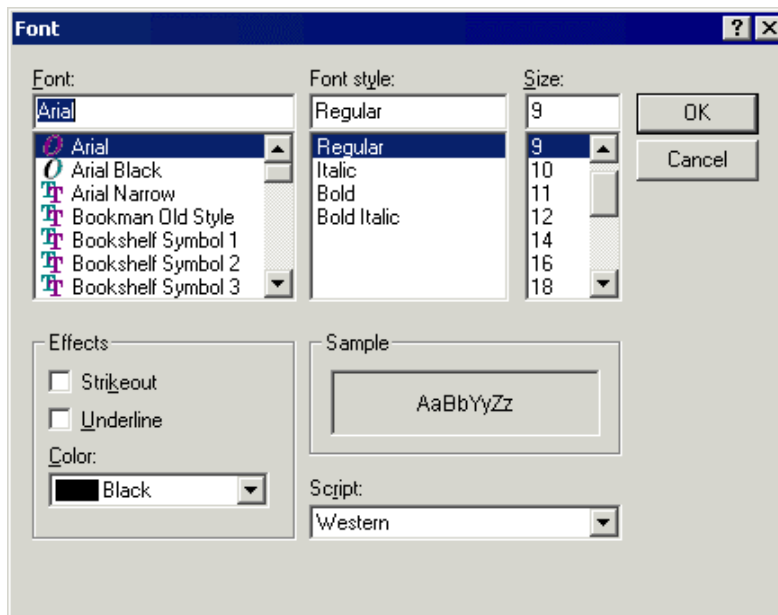 Font
Font:
Arial
Arial
Arial Black
Arial Narrow
Bookman Old Style
Bookshelf Symbol 1
Bookshelf Symbol 2
Bookshelf Symbol 3
Font style:
Regular
Regular
Italic
Bold
Bold Italic
Size:
9
9
10
11
12
14
16
18
OK
Cancel
Effects
Strikeout
Underline
Color:
Black
Sample
AaBbYyZz
Script:
Western